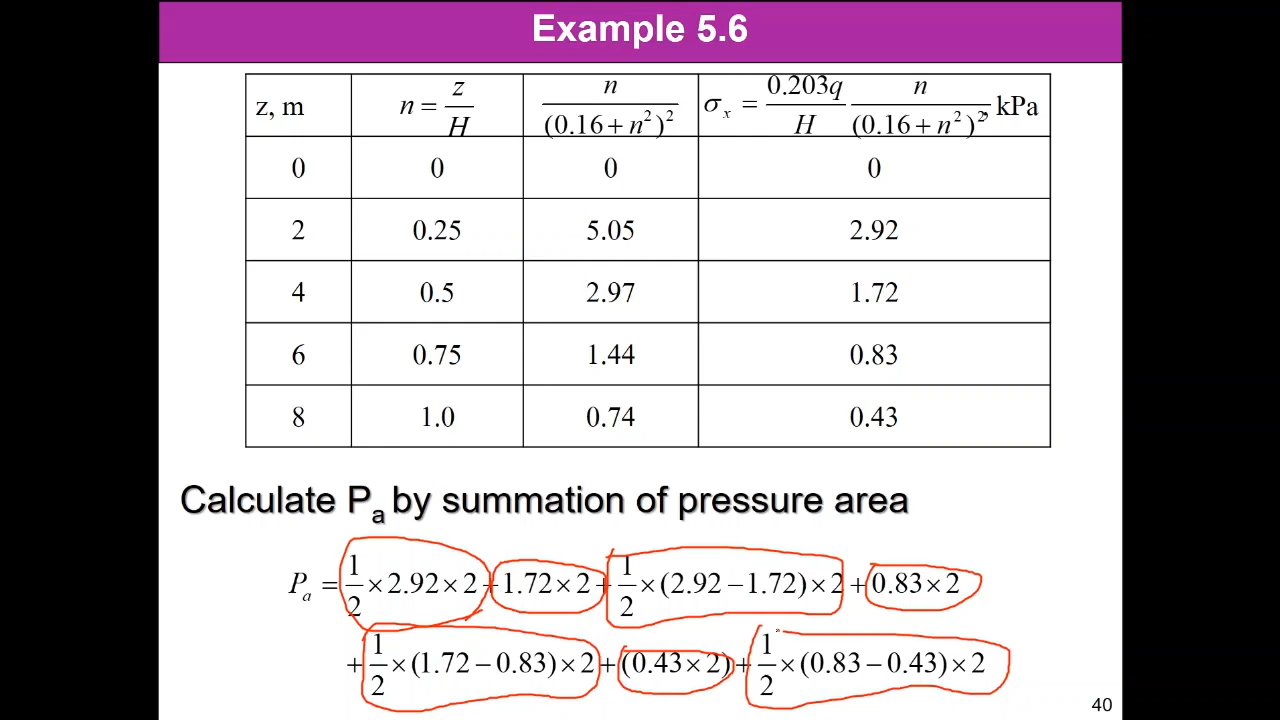 Example 5.6
z, m | n = z/H | n/(0.16 + n²)² | σₓ = 0.203q/H n/(0.16 + n²)², kPa
0 | 0 | 0 | 0
2 | 0.25 | 5.05 | 2.92
4 | 0.5 | 2.97 | 1.72
6 | 0.75 | 1.44 | 0.83
8 | 1.0 | 0.74 | 0.43
Calculate Pₐ by summation of pressure area
Pₐ = 1/2 × 2.92 × 2 + 1.72 × 2 + 1/2 × (2.92 − 1.72) × 2 + 0.83 × 2
+ 1/2 × (1.72 − 0.83) × 2 + (0.43 × 2) + 1/2 × (0.83 − 0.43) × 2
40